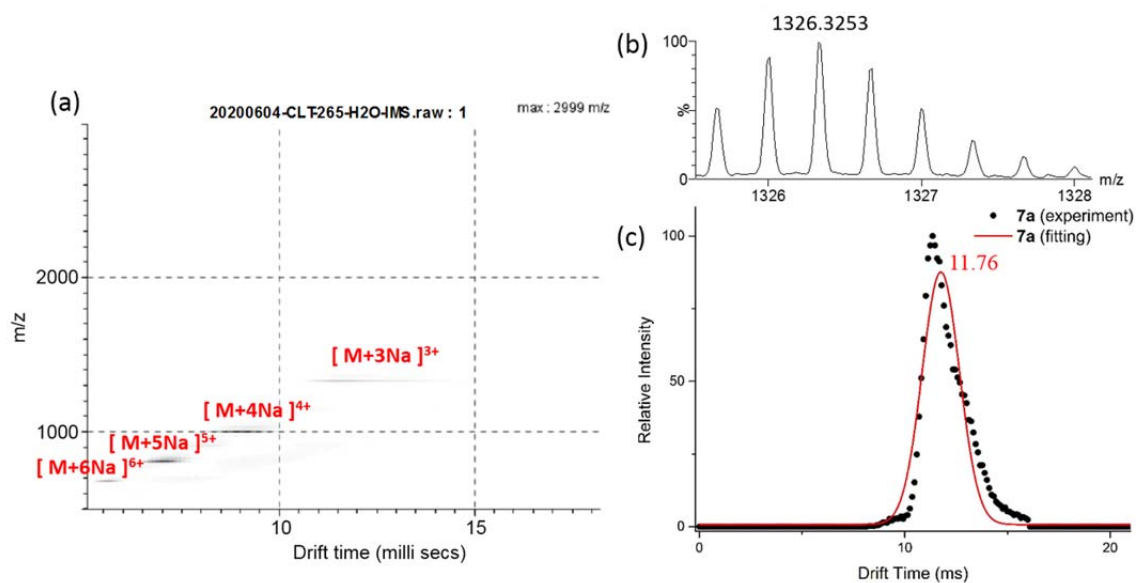 (a)
20200604-CLT-265-H2O-IMS.raw : 1
max : 2999 m/z
m/z
2000
1000
[ M+3Na ]³⁺
[ M+4Na ]⁴⁺
[ M+5Na ]⁵⁺
[ M+6Na ]⁶⁺
10
15
Drift time (milli secs)
(b)
1326.3253
100
%
0
m/z
1326
1327
1328
(c)
7a (experiment)
7a (fitting)
11.76
100
50
0
Relative Intensity
0
10
20
Drift Time (ms)